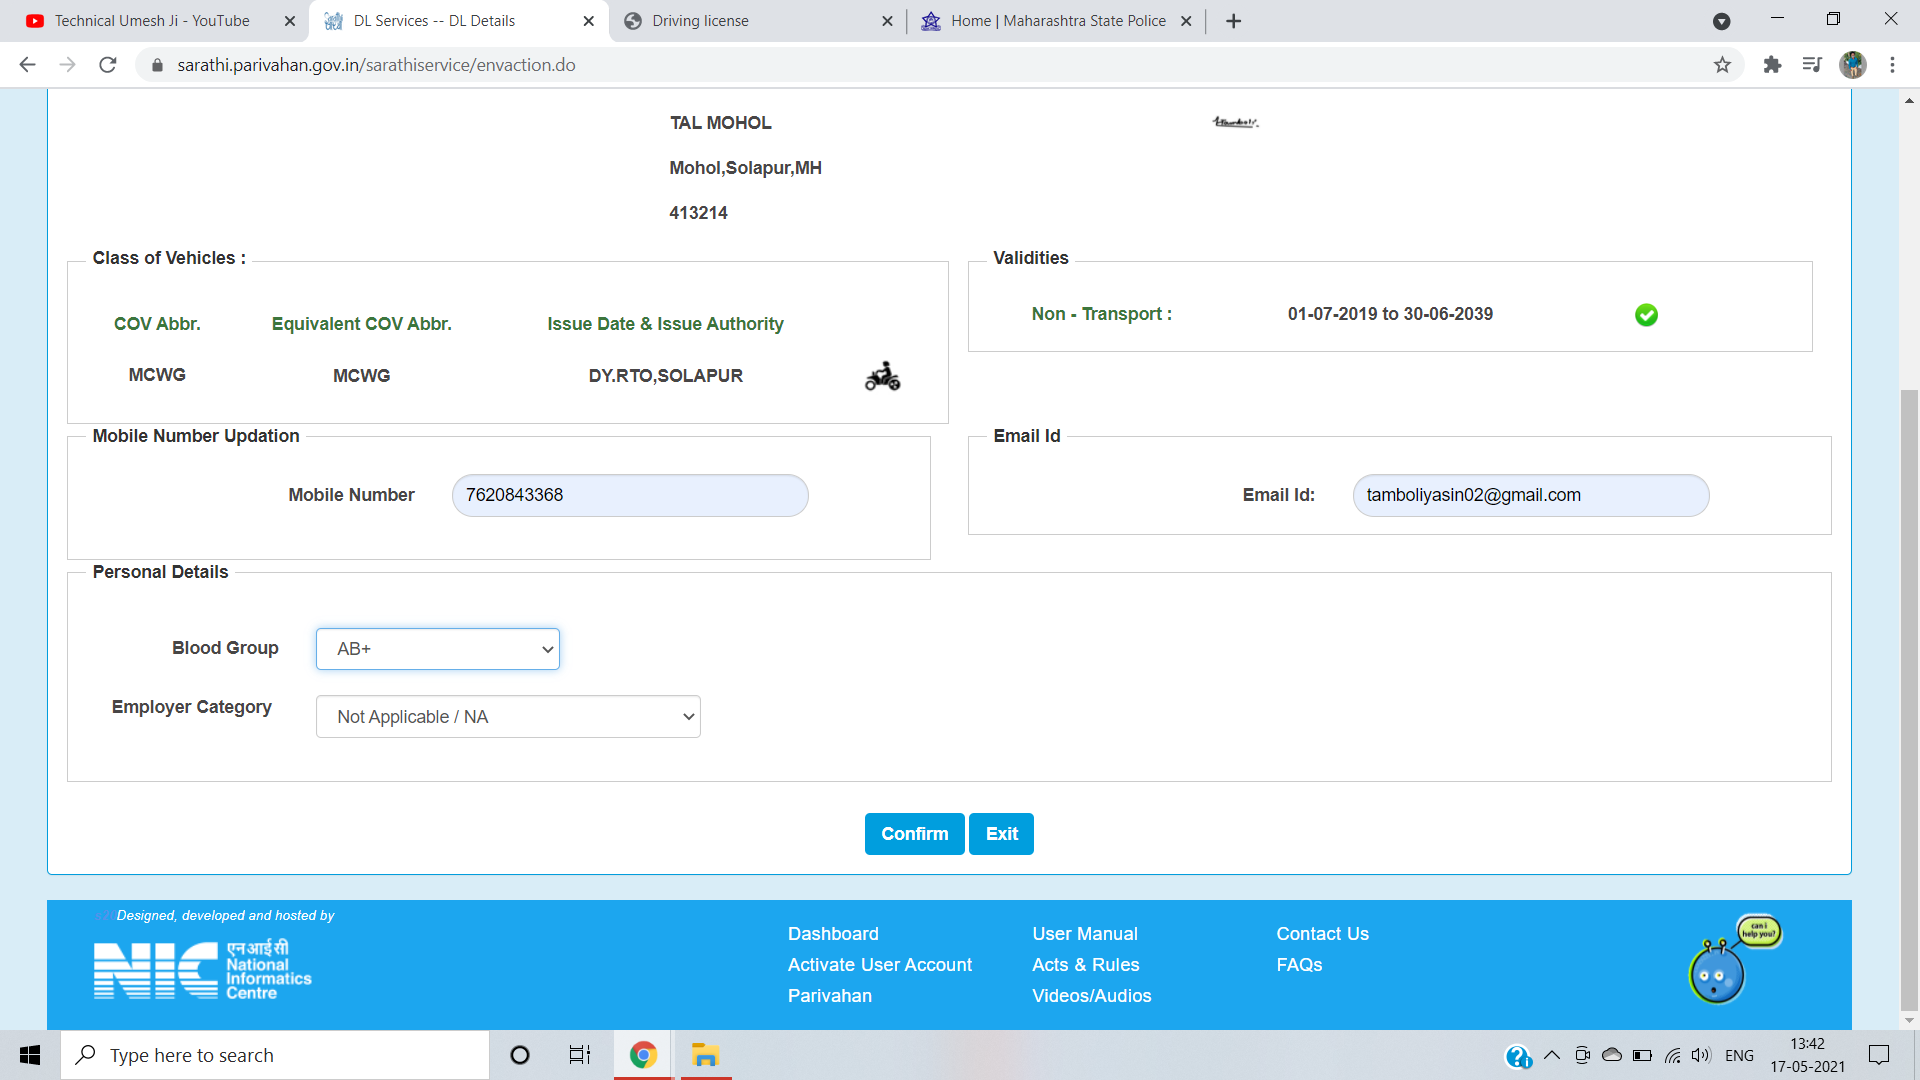 Technical Umesh Ji - YouTube
DL Services -- DL Details
Driving license
Home | Maharashtra State Police
sarathi.parivahan.gov.in/sarathiservice/envaction.do
TAL MOHOL
Mohol,Solapur,MH
413214
Class of Vehicles :
COV Abbr. Equivalent COV Abbr. Issue Date & Issue Authority
MCWG MCWG DY.RTO,SOLAPUR
Validities
Non - Transport : 01-07-2019 to 30-06-2039
Mobile Number Updation
Mobile Number 7620843368
Email Id
Email Id: tamboliyasin02@gmail.com
Personal Details
Blood Group AB+
Employer Category Not Applicable / NA
Confirm Exit
Designed, developed and hosted by
NIC
एनआईसी
National
Informatics
Centre
Dashboard
Activate User Account
Parivahan
User Manual
Acts & Rules
Videos/Audios
Contact Us
FAQs
can i
help you?
Type here to search
ENG
13:42
17-05-2021